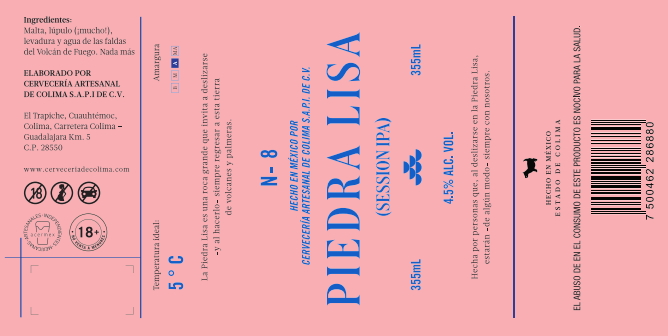 Ingredientes:
Malta, lúpulo (¡mucho!),
levadura y agua de las faldas
del Volcán de Fuego. Nada más
ELABORADO POR
CERVECERÍA ARTESANAL
DE COLIMA S.A.P.I DE C.V.
El Trapiche, Cuauhtémoc,
Colima, Carretera Colima –
Guadalajara Km. 5
C.P. 28550
www.cerveceriadecolima.com
18
acermex
18+
Amargura
B M A MA
Temperatura ideal:
5° C
La Piedra Lisa es una roca grande que invita a deslizarse
–y al hacerlo– siempre regresar a esta tierra
de volcanes y palmeras.
N- 8
HECHO EN MÉXICO POR
CERVECERÍA ARTESANAL DE COLIMA S.A.P.I. DE C.V.
PIEDRA LISA
(SESSION IPA)
355mL
355mL
4.5% ALC. VOL.
Hecha por personas que, al deslizarse en la Piedra Lisa,
estarán –de algún modo– siempre con nosotros.
HECHO EN MÉXICO
ESTADO DE COLIMA
EL ABUSO DE EN EL CONSUMO DE ESTE PRODUCTO ES NOCIVO PARA LA SALUD.
7 500462 286880